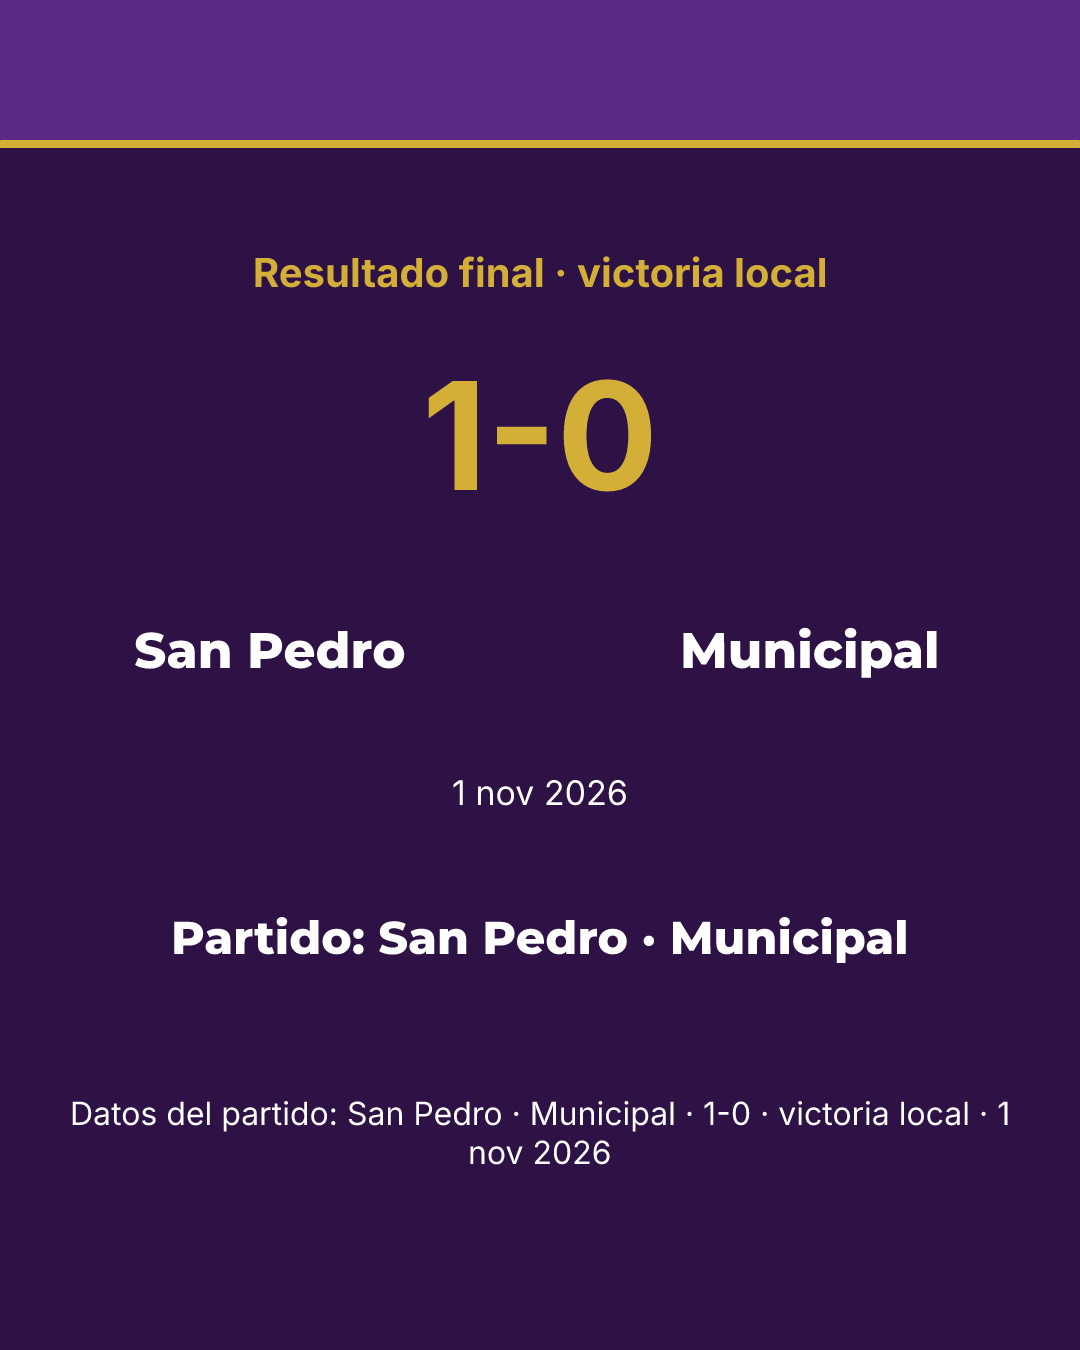 Resultado final · victoria local
1-0
San Pedro
Municipal
1 nov 2026
Partido: San Pedro · Municipal
Datos del partido: San Pedro · Municipal · 1-0 · victoria local · 1
nov 2026